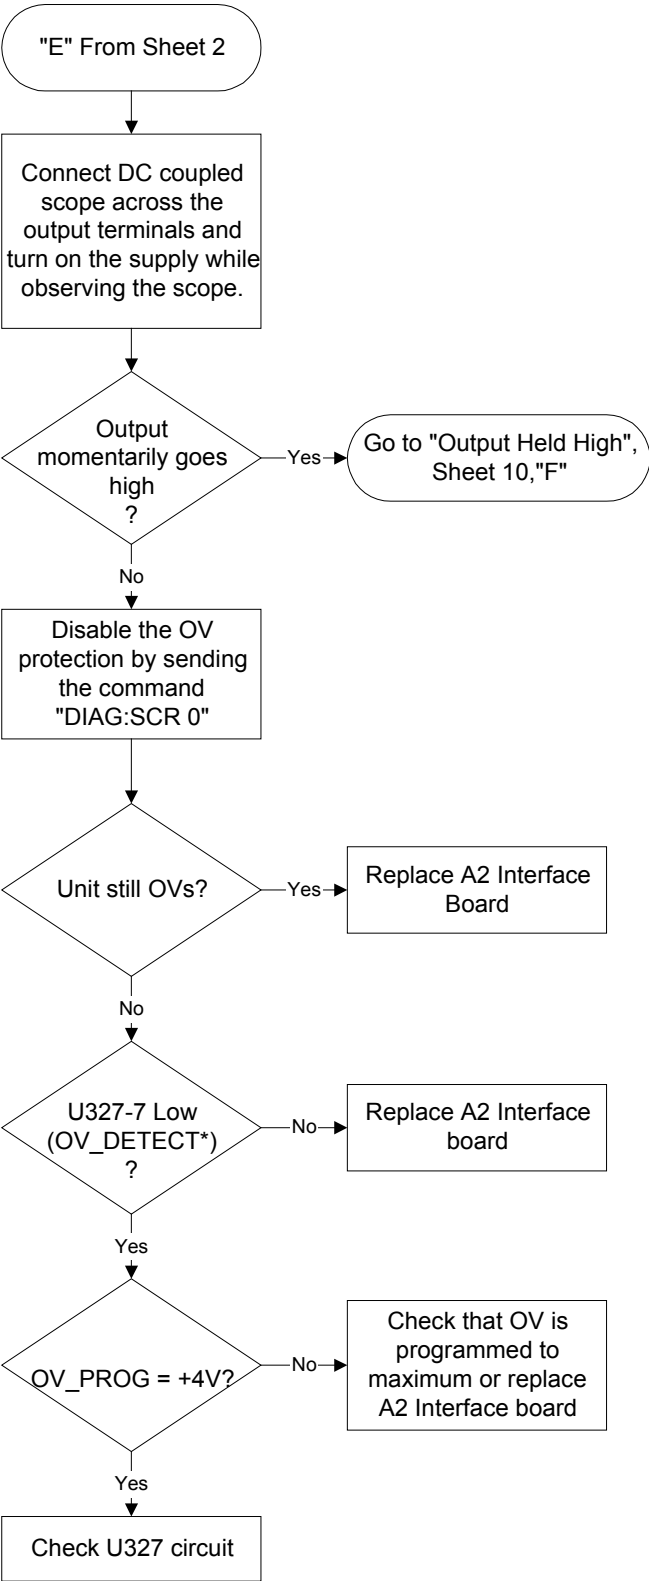 "E" From Sheet 2
Connect DC coupled
scope across the
output terminals and
turn on the supply while
observing the scope.
Output
momentarily goes
high
?
Yes
Go to "Output Held High",
Sheet 10,"F"
No
Disable the OV
protection by sending
the command
"DIAG:SCR 0"
Unit still OVs?
Yes
Replace A2 Interface
Board
No
U327-7 Low
(OV_DETECT*)
?
No
Replace A2 Interface
board
Yes
OV_PROG = +4V?
No
Check that OV is
programmed to
maximum or replace
A2 Interface board
Yes
Check U327 circuit